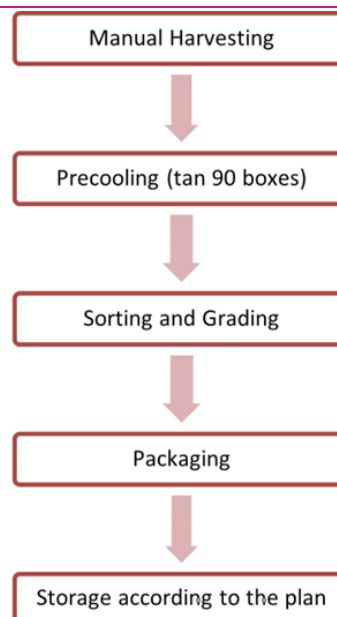 Manual Harvesting
Precooling (tan 90 boxes)
Sorting and Grading
Packaging
Storage according to the plan